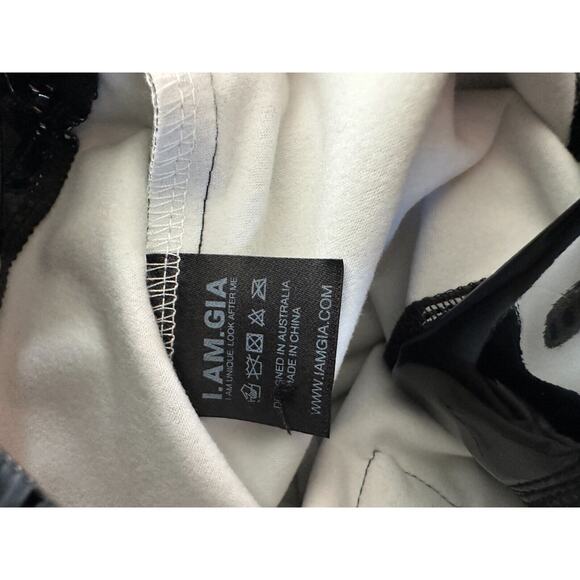 I.AM.GIA
I AM UNIQUE. LOOK AFTER ME
DESIGNED IN AUSTRALIA
MADE IN CHINA
WWW.IAMGIA.COM